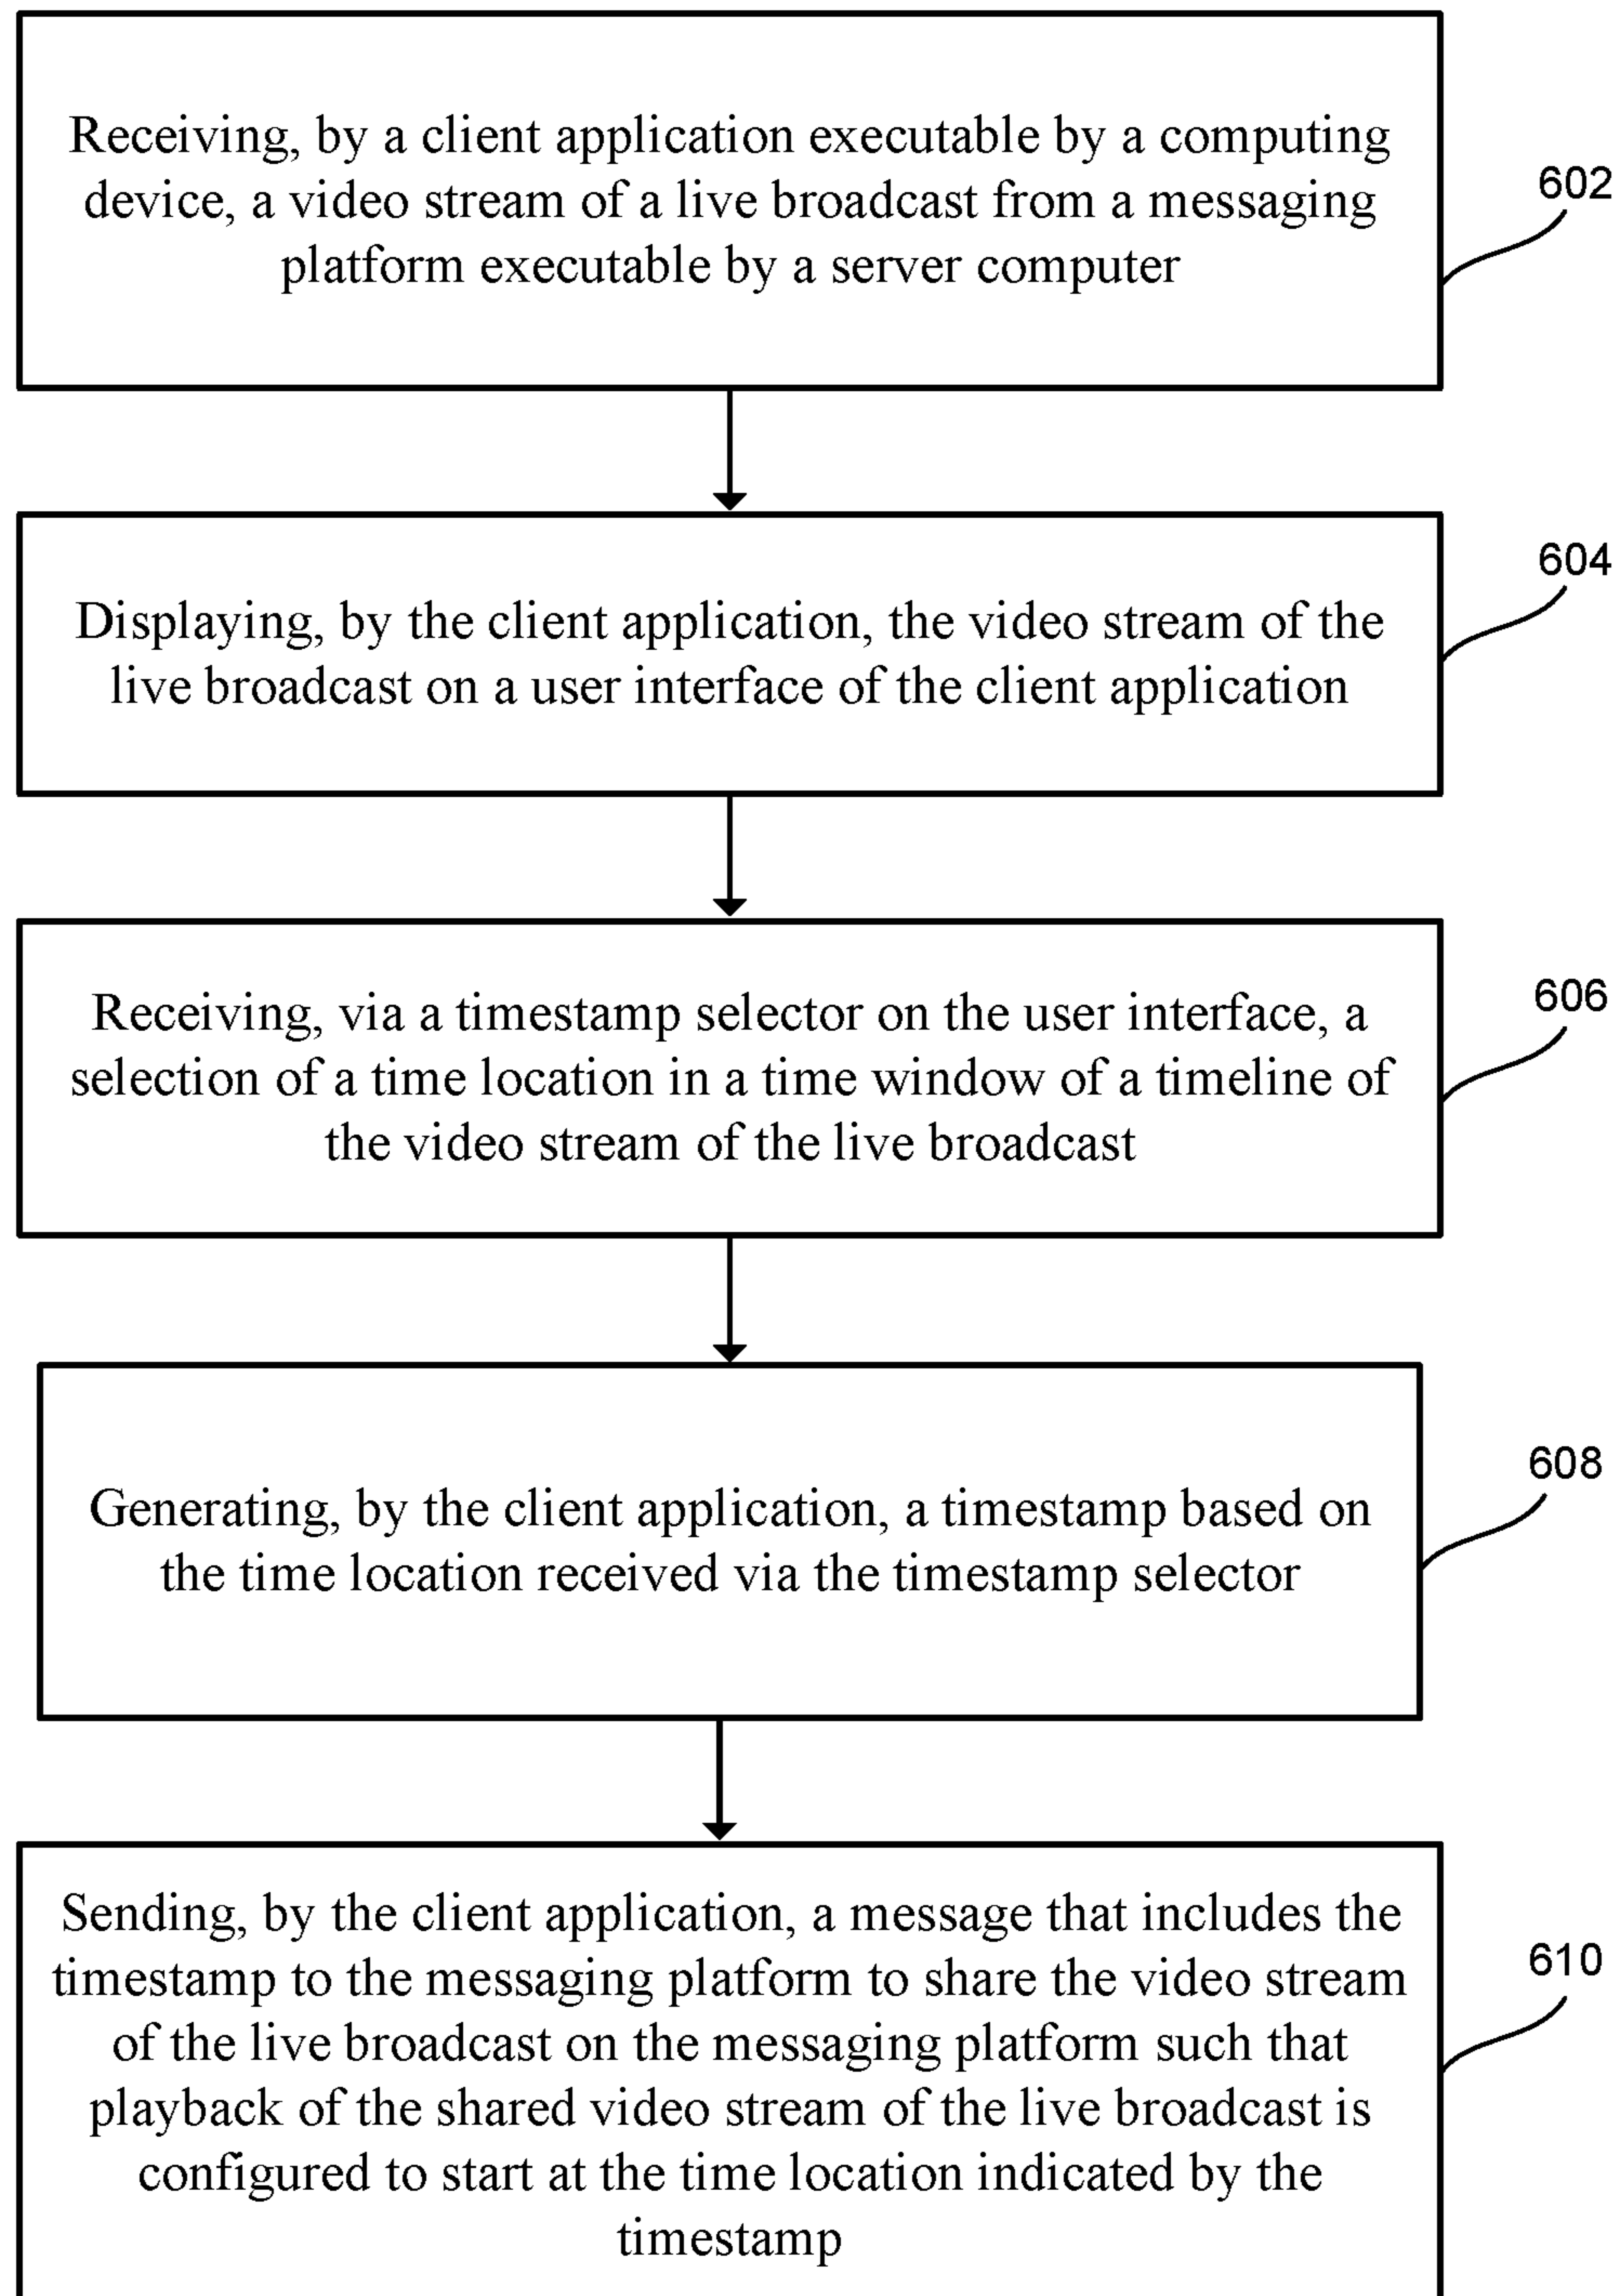 Receiving, by a client application executable by a computing
device, a video stream of a live broadcast from a messaging
platform executable by a server computer
602
Displaying, by the client application, the video stream of the
live broadcast on a user interface of the client application
604
Receiving, via a timestamp selector on the user interface, a
selection of a time location in a time window of a timeline of
the video stream of the live broadcast
606
Generating, by the client application, a timestamp based on
the time location received via the timestamp selector
608
Sending, by the client application, a message that includes the
timestamp to the messaging platform to share the video stream
of the live broadcast on the messaging platform such that
playback of the shared video stream of the live broadcast is
configured to start at the time location indicated by the
timestamp
610